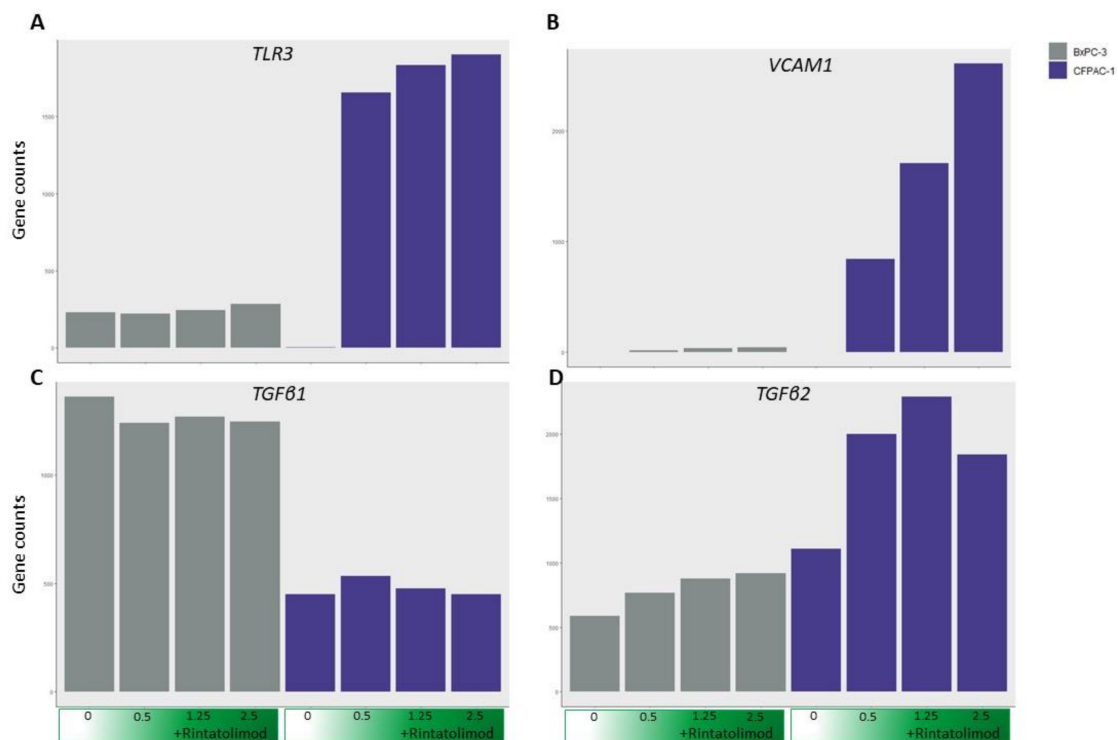 A
B
TLR3
VCAM1
BxPC-3
CFPAC-1
Gene counts
1500
1000
500
0
2000
1000
0
C
D
TGFβ1
TGFβ2
Gene counts
1000
500
0
2000
1500
1000
500
0
0 0.5 1.25 2.5 0 0.5 1.25 2.5
+Rintatolimod +Rintatolimod
0 0.5 1.25 2.5 0 0.5 1.25 2.5
+Rintatolimod +Rintatolimod